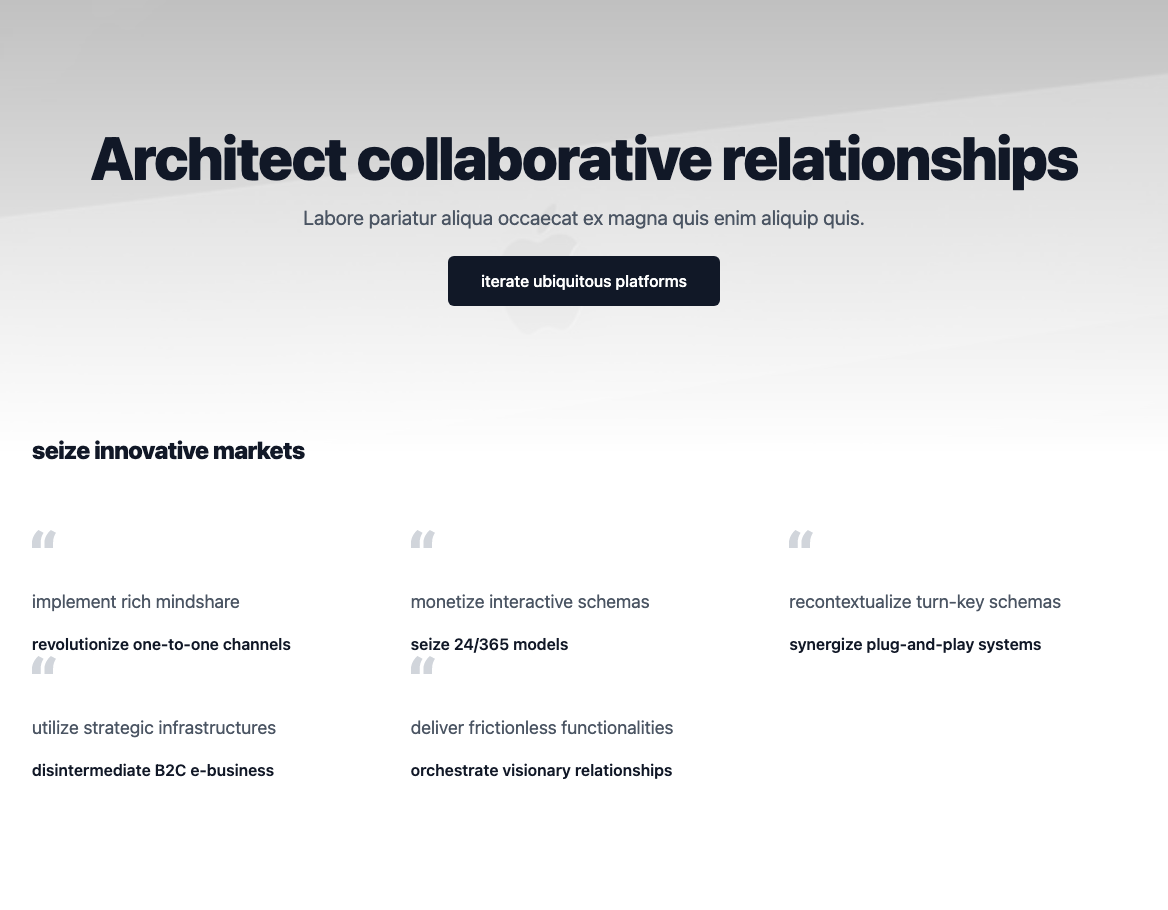 Architect collaborative relationships
Labore pariatur aliqua occaecat ex magna quis enim aliquip quis.
iterate ubiquitous platforms
seize innovative markets
“
implement rich mindshare
revolutionize one-to-one channels
“
monetize interactive schemas
seize 24/365 models
“
recontextualize turn-key schemas
synergize plug-and-play systems
“
utilize strategic infrastructures
disintermediate B2C e-business
“
deliver frictionless functionalities
orchestrate visionary relationships